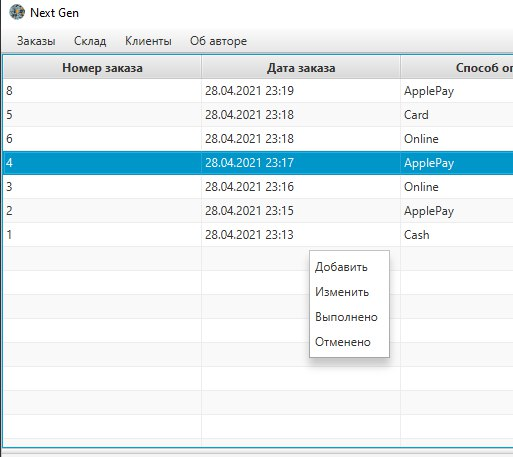 Next Gen
Заказы Склад Клиенты Об авторе
Номер заказа Дата заказа Способ оп
8 28.04.2021 23:19 ApplePay
5 28.04.2021 23:18 Card
6 28.04.2021 23:18 Online
4 28.04.2021 23:17 ApplePay
3 28.04.2021 23:16 Online
2 28.04.2021 23:15 ApplePay
1 28.04.2021 23:13 Cash
Добавить
Изменить
Выполнено
Отменено